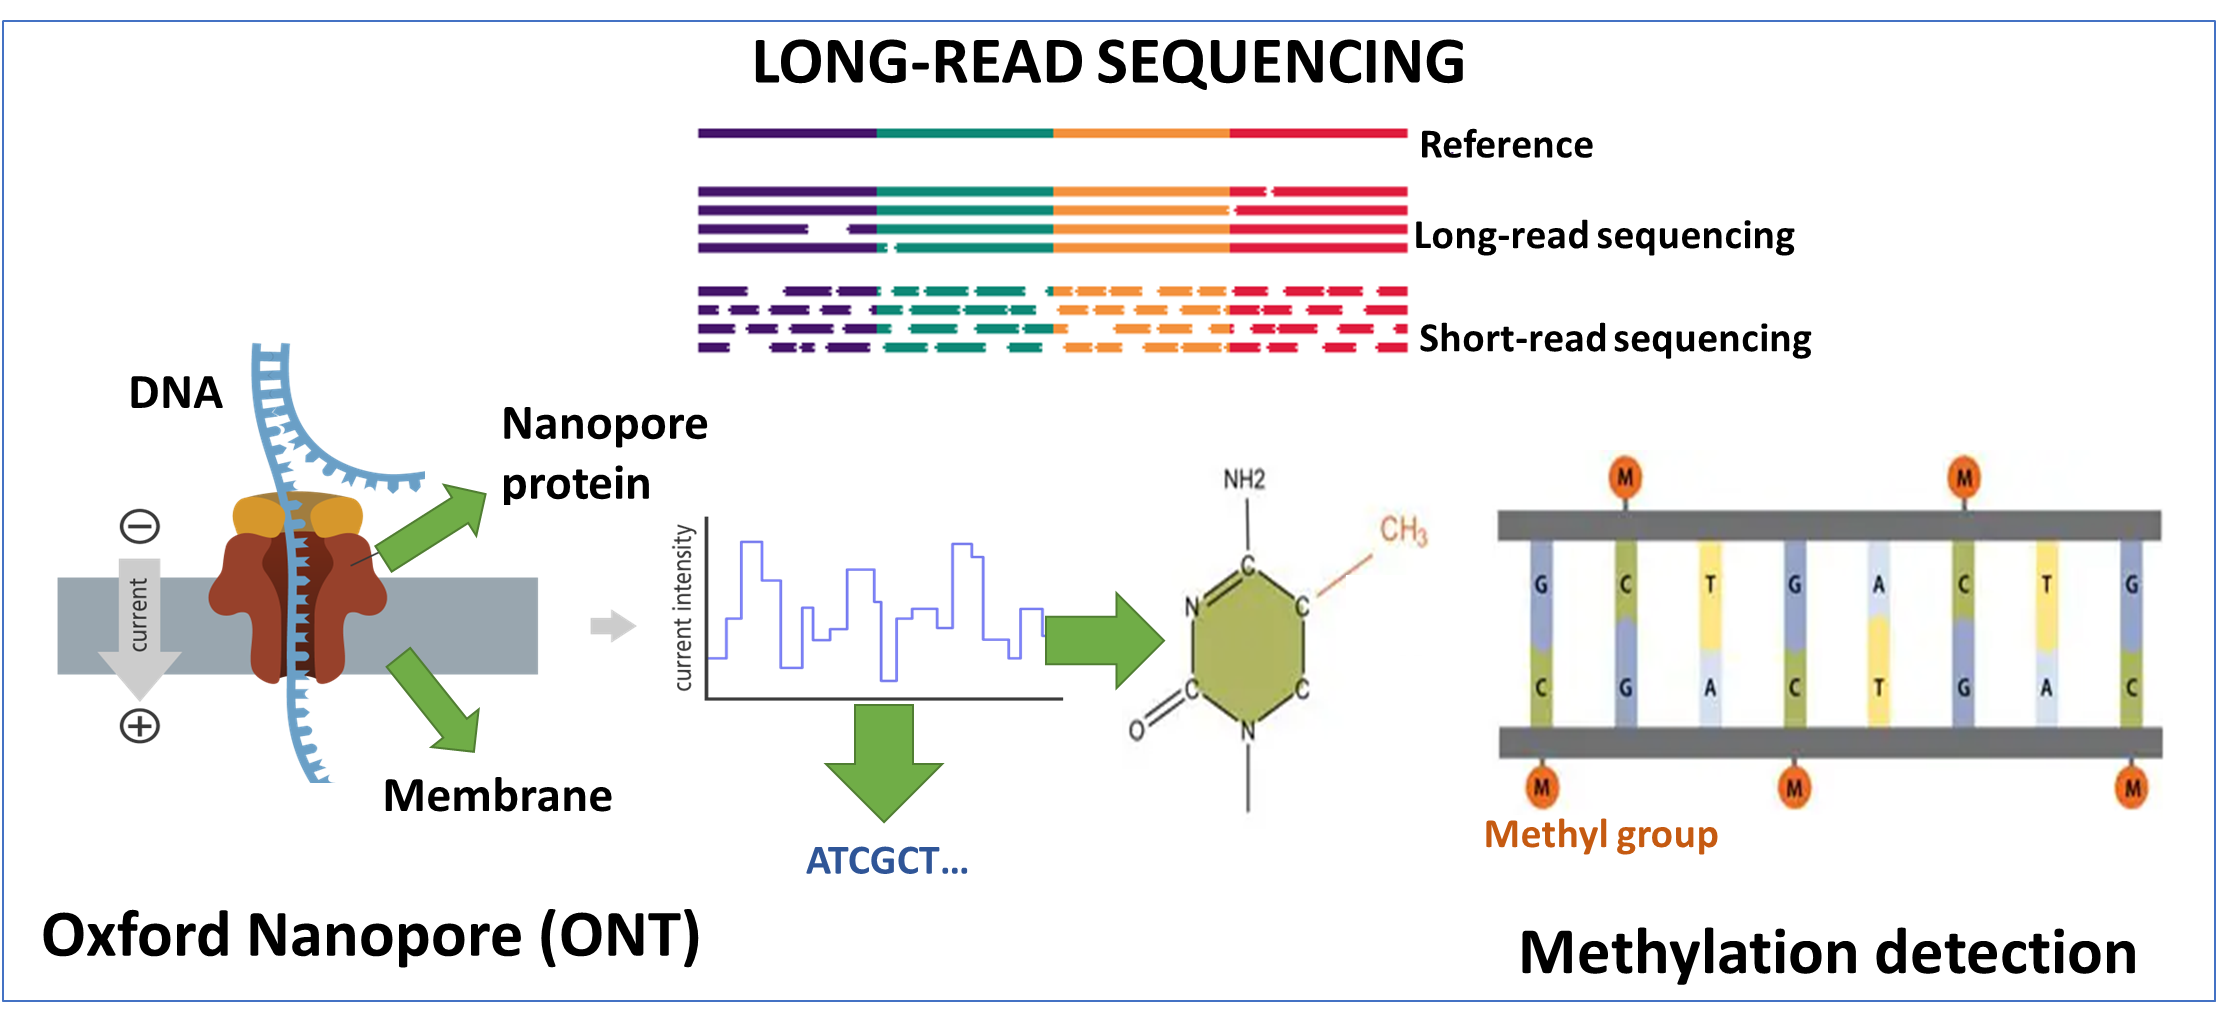 LONG-READ SEQUENCING
Reference
Long-read sequencing
Short-read sequencing
DNA
Nanopore
protein
current
Membrane
current intensity
ATCGCT...
NH2
CH3
C
N
C
C
C
O
N
M M
G C T G A C T G
C G A C T G A C
M M M
Methyl group
Oxford Nanopore (ONT)
Methylation detection